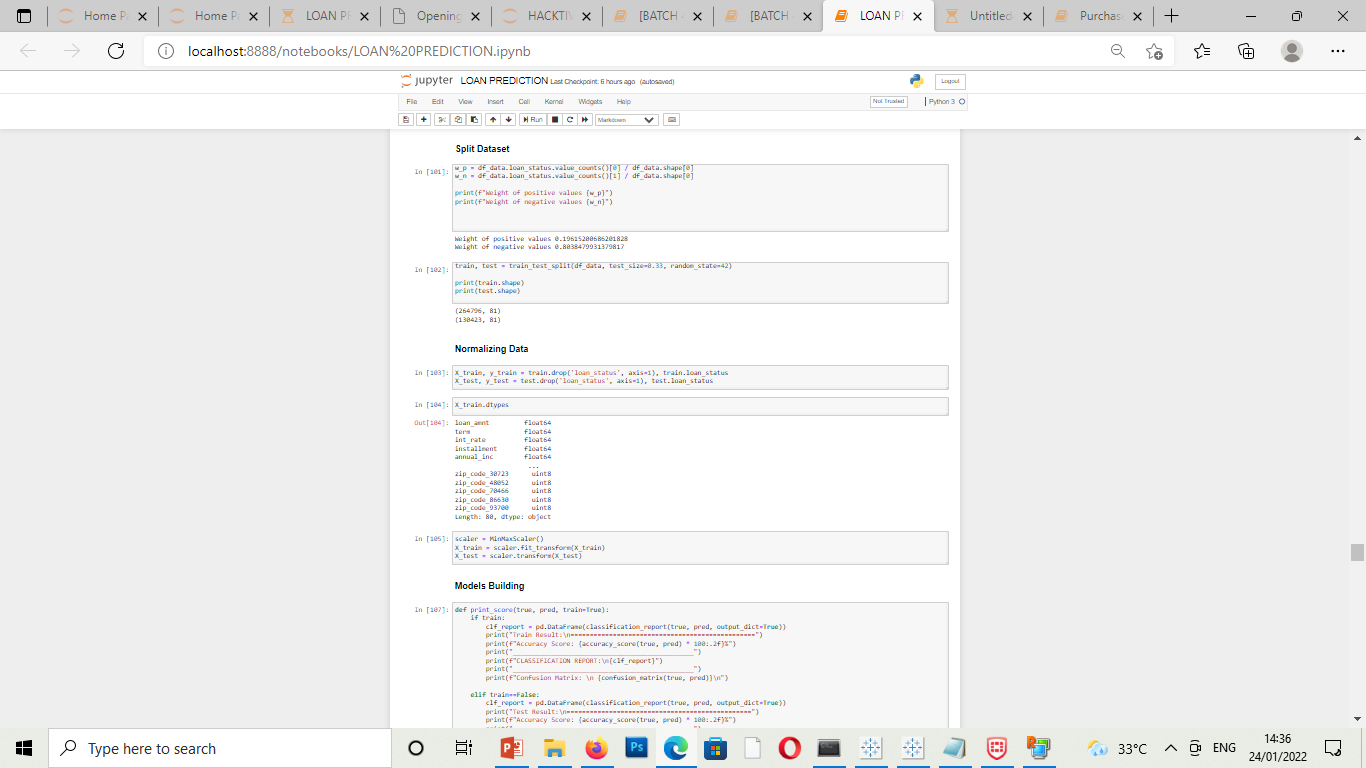 Home Pa
Home Pa
LOAN PR
Opening
HACKTIV
[BATCH
[BATCH
LOAN PR
Untitled
Purchas
localhost:8888/notebooks/LOAN%20PREDICTION.ipynb
jupyter LOAN PREDICTION Last Checkpoint: 6 hours ago (autosaved)
Logout
File Edit View Insert Cell Kernel Widgets Help
Not Trusted
Python 3
Run
Markdown
Split Dataset
In [101]:
w_p = df_data.loan_status.value_counts()[0] / df_data.shape[0]
w_n = df_data.loan_status.value_counts()[1] / df_data.shape[0]
print(f"Weight of positive values {w_p}")
print(f"Weight of negative values {w_n}")
Weight of positive values 0.19615200686201828
Weight of negative values 0.8038479931379817
In [102]:
train, test = train_test_split(df_data, test_size=0.33, random_state=42)
print(train.shape)
print(test.shape)
(264796, 81)
(130423, 81)
Normalizing Data
In [103]:
X_train, y_train = train.drop('loan_status', axis=1), train.loan_status
X_test, y_test = test.drop('loan_status', axis=1), test.loan_status
In [104]:
X_train.dtypes
Out[104]:
loan_amnt float64
term float64
int_rate float64
installment float64
annual_inc float64
...
zip_code_30723 uint8
zip_code_48052 uint8
zip_code_70466 uint8
zip_code_86630 uint8
zip_code_93700 uint8
Length: 80, dtype: object
In [105]:
scaler = MinMaxScaler()
X_train = scaler.fit_transform(X_train)
X_test = scaler.transform(X_test)
Models Building
In [107]:
def print_score(true, pred, train=True):
if train:
clf_report = pd.DataFrame(classification_report(true, pred, output_dict=True))
print("Train Result:\n================================================")
print(f"Accuracy Score: {accuracy_score(true, pred) * 100:.2f}%")
print("_______________________________________________")
print(f"CLASSIFICATION REPORT:\n{clf_report}")
print("_______________________________________________")
print(f"Confusion Matrix: \n {confusion_matrix(true, pred)}\n")
elif train==False:
clf_report = pd.DataFrame(classification_report(true, pred, output_dict=True))
print("Test Result:\n================================================")
print(f"Accuracy Score: {accuracy_score(true, pred) * 100:.2f}%")
Type here to search
Ps
33°C
ENG
14:36
24/01/2022